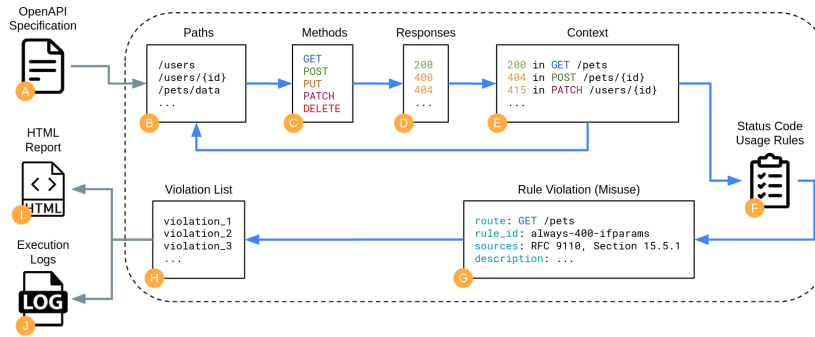 OpenAPI
Specification
A
Paths
/users
/users/{id}
/pets/data
...
B
Methods
GET
POST
PUT
PATCH
DELETE
C
Responses
200
400
404
...
D
Context
200 in GET /pets
404 in POST /pets/{id}
415 in PATCH /users/{id}
...
E
Status Code
Usage Rules
F
HTML
Report
HTML
I
Violation List
violation_1
violation_2
violation_3
...
H
Rule Violation (Misuse)
route: GET /pets
rule_id: always-400-ifparams
sources: RFC 9110, Section 15.5.1
description: ...
G
Execution
Logs
LOG
J